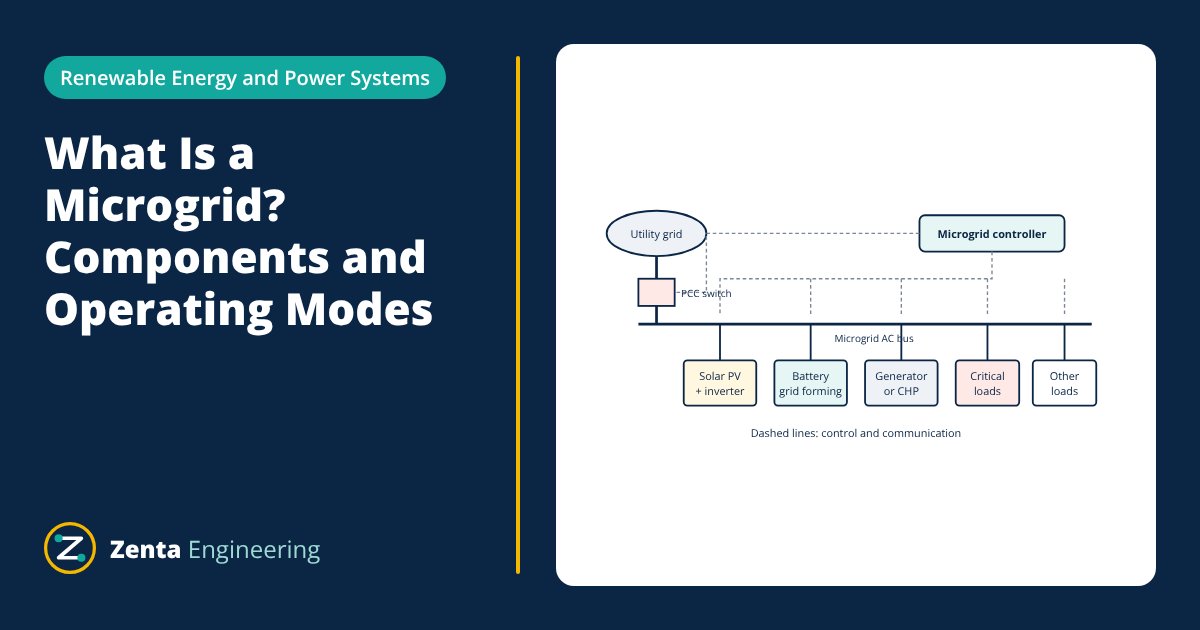 Renewable Energy and Power Systems
What Is a
Microgrid?
Components and
Operating Modes
Zenta Engineering
Utility grid
Microgrid controller
PCC switch
Microgrid AC bus
Solar PV
+ inverter
Battery
grid forming
Generator
or CHP
Critical
loads
Other
loads
Dashed lines: control and communication